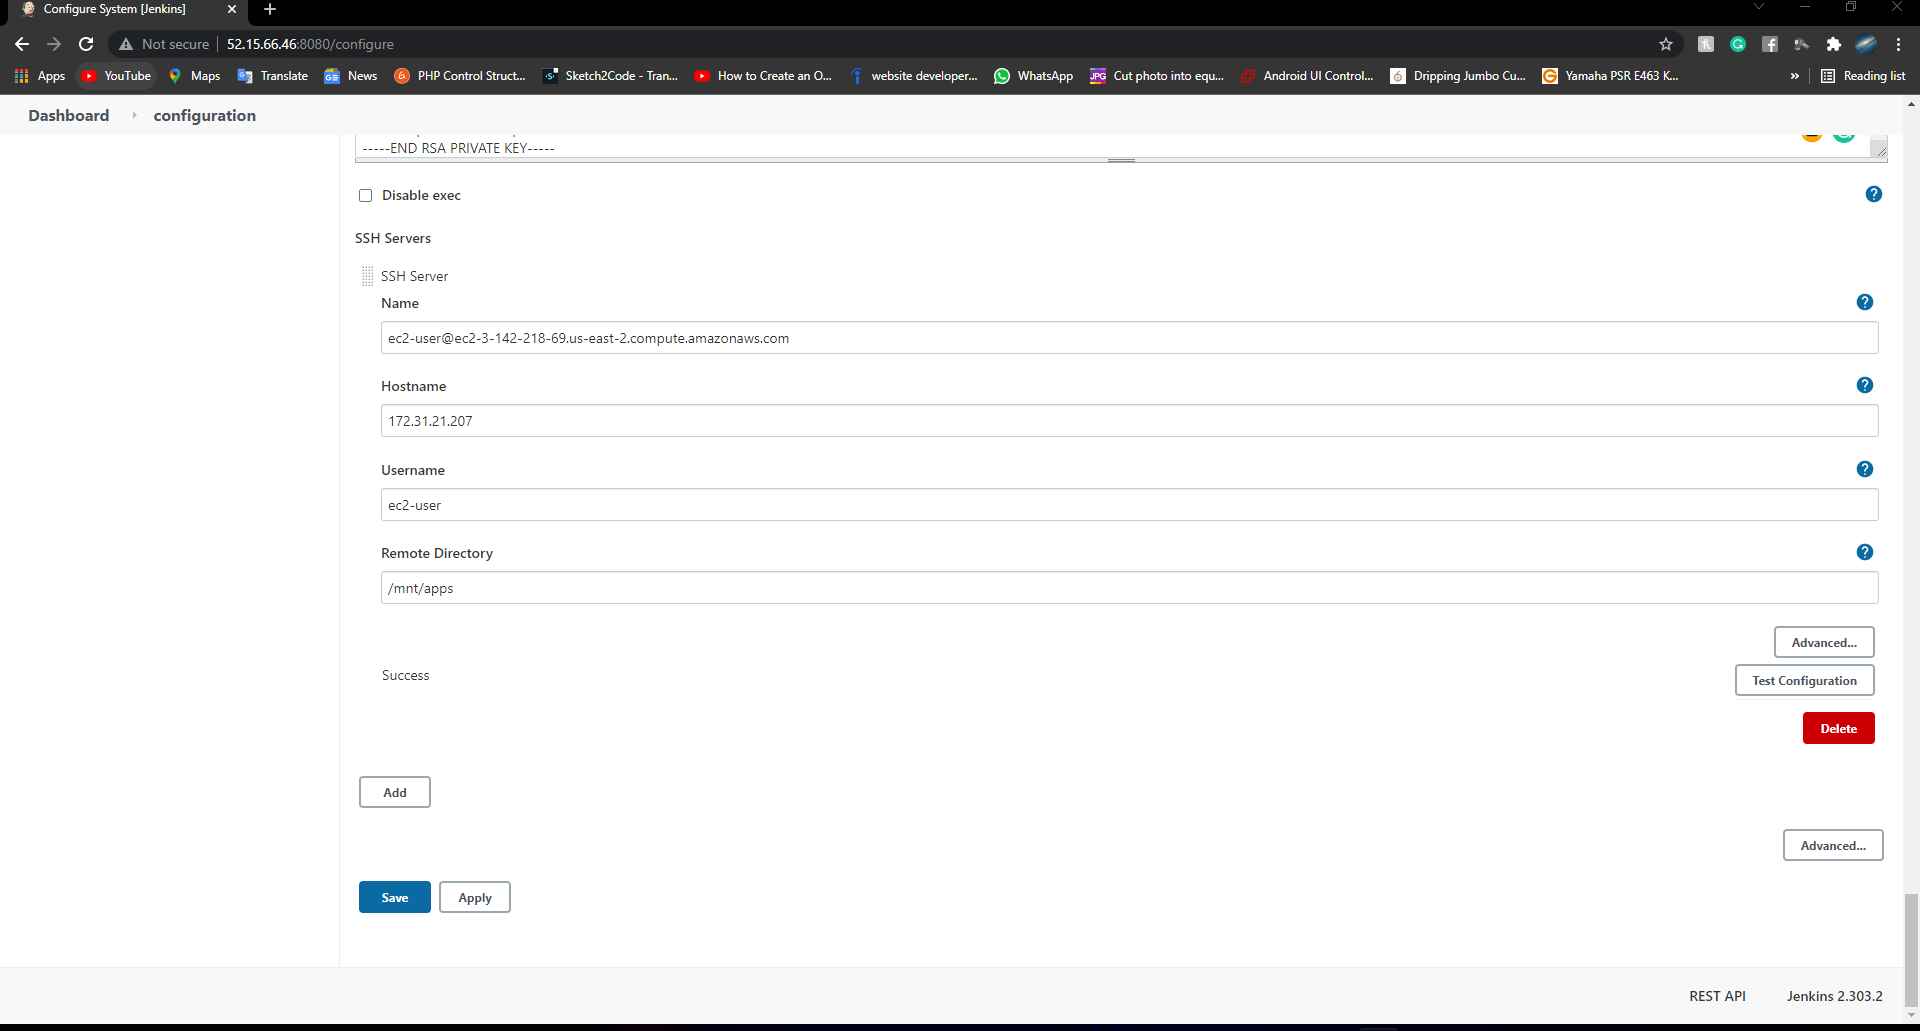 Configure System [Jenkins]
Not secure 52.15.66.46:8080/configure
Apps YouTube Maps Translate News PHP Control Struct... Sketch2Code - Tran... How to Create an O... website developer... WhatsApp Cut photo into equ... Android UI Control... Dripping Jumbo Cu... Yamaha PSR E463 K... » Reading list
Dashboard configuration
-----END RSA PRIVATE KEY-----
Disable exec
SSH Servers
SSH Server
Name
ec2-user@ec2-3-142-218-69.us-east-2.compute.amazonaws.com
Hostname
172.31.21.207
Username
ec2-user
Remote Directory
/mnt/apps
Advanced...
Success
Test Configuration
Delete
Add
Advanced...
Save Apply
REST API Jenkins 2.303.2